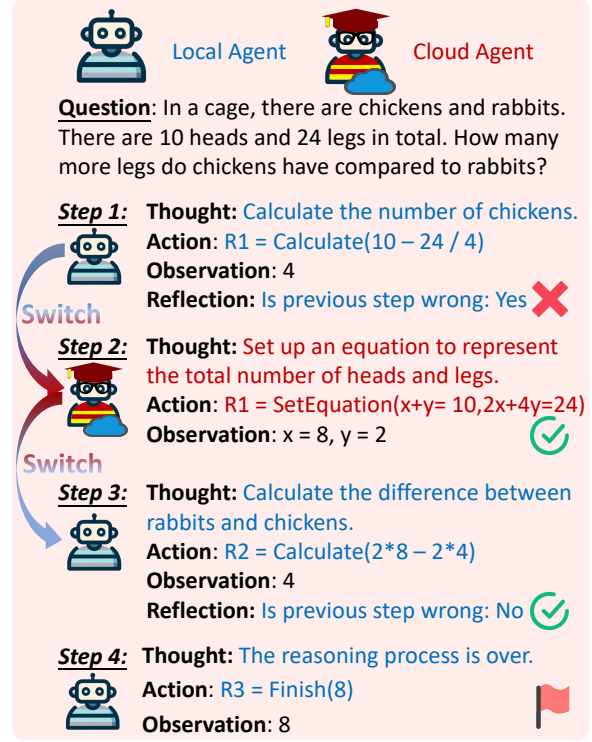 Local Agent
Cloud Agent
Question: In a cage, there are chickens and rabbits.
There are 10 heads and 24 legs in total. How many
more legs do chickens have compared to rabbits?
Step 1: Thought: Calculate the number of chickens.
Action: R1 = Calculate(10 – 24 / 4)
Observation: 4
Reflection: Is previous step wrong: Yes
Switch
Step 2: Thought: Set up an equation to represent
the total number of heads and legs.
Action: R1 = SetEquation(x+y= 10,2x+4y=24)
Observation: x = 8, y = 2
Switch
Step 3: Thought: Calculate the difference between
rabbits and chickens.
Action: R2 = Calculate(2*8 – 2*4)
Observation: 4
Reflection: Is previous step wrong: No
Step 4: Thought: The reasoning process is over.
Action: R3 = Finish(8)
Observation: 8